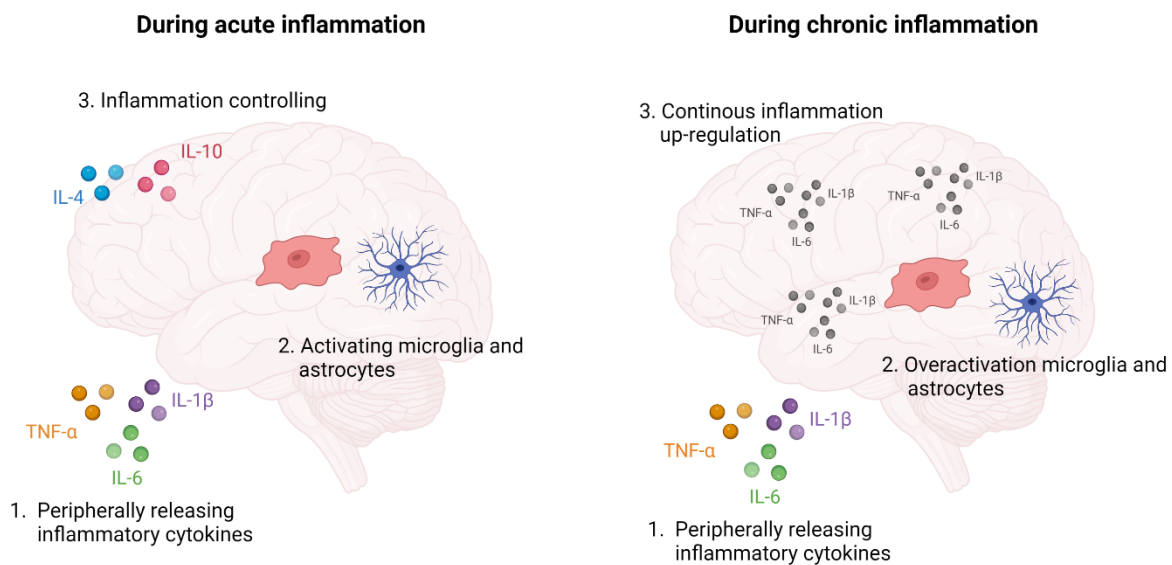 During acute inflammation
3. Inflammation controlling
IL-10
IL-4
2. Activating microglia and
astrocytes
IL-1β
TNF-α
IL-6
1. Peripherally releasing
inflammatory cytokines
During chronic inflammation
3. Continous inflammation
up-regulation
IL-1β
TNF-α
IL-6
IL-1β
TNF-α
IL-6
IL-1β
TNF-α
IL-6
2. Overactivation microglia and
astrocytes
IL-1β
TNF-α
IL-6
1. Peripherally releasing
inflammatory cytokines